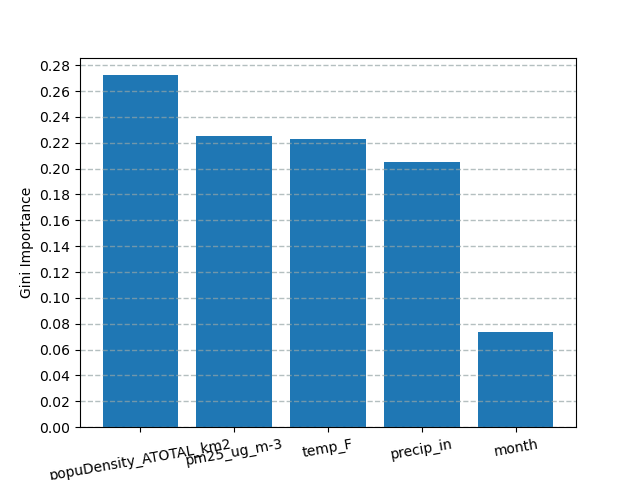 0.28
0.26
0.24
0.22
0.20
0.18
0.16
0.14
0.12
0.10
0.08
0.06
0.04
0.02
0.00
Gini Importance
popuDensity_ATOTAL_km2
pm25_ug_m-3
temp_F
precip_in
month